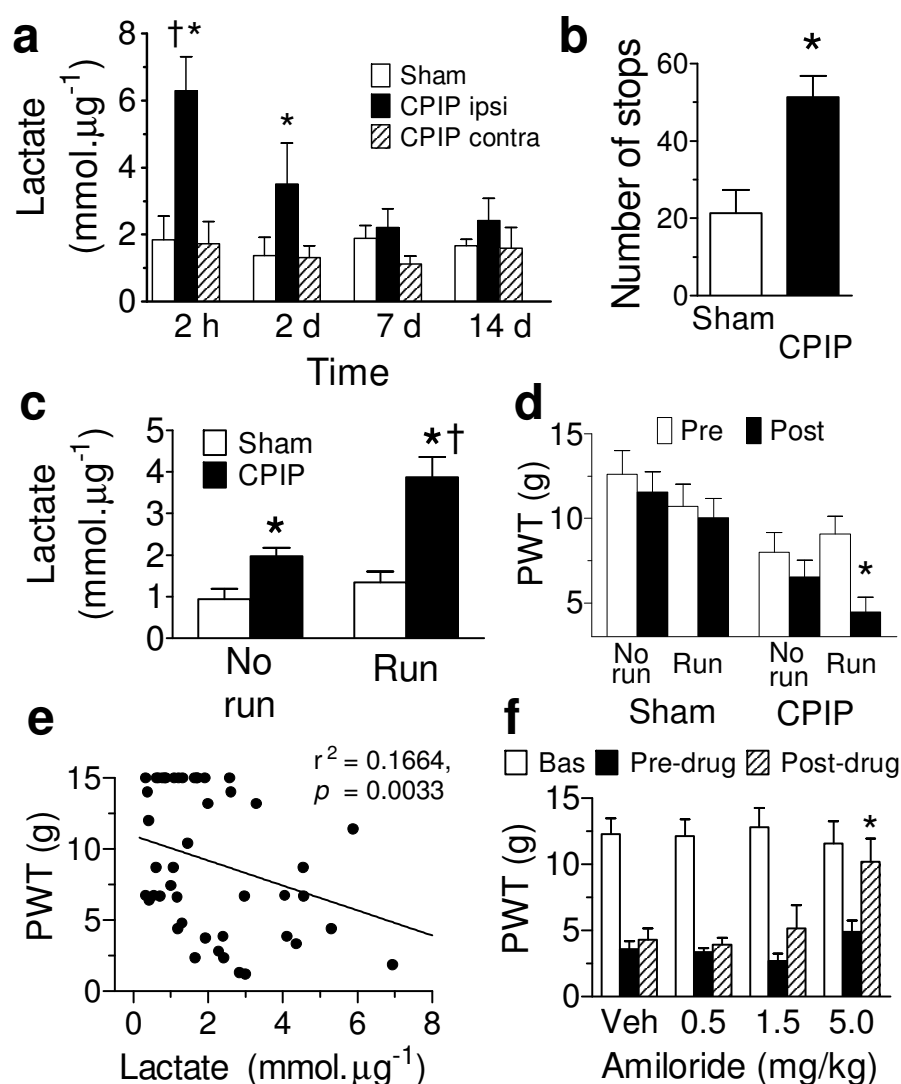 a
Lactate
(mmol.µg-1)
8
6
4
2
0
†*
*
Sham
CPIP ipsi
CPIP contra
2 h
2 d
7 d
14 d
Time
b
Number of stops
60
40
20
0
*
Sham
CPIP
c
Lactate
(mmol.µg-1)
5
4
3
2
1
0
Sham
CPIP
*
*†
No
run
Run
d
PWT (g)
15
10
5
Pre
Post
*
No
run
Run
No
run
Run
Sham
CPIP
e
PWT (g)
15
10
5
0
r2 = 0.1664,
p = 0.0033
0
2
4
6
8
Lactate (mmol.µg-1)
f
Bas
Pre-drug
Post-drug
PWT (g)
15
10
5
0
*
Veh
0.5
1.5
5.0
Amiloride (mg/kg)